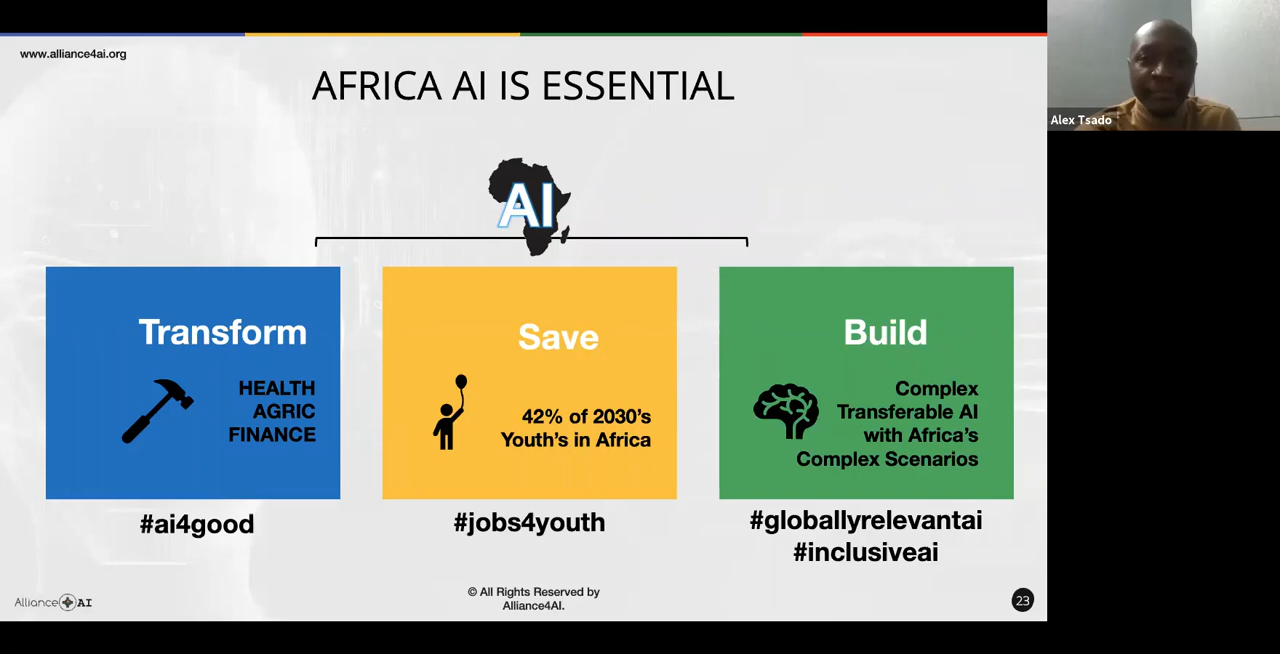 www.alliance4ai.org
AFRICA AI IS ESSENTIAL
AI
Transform
HEALTH
AGRIC
FINANCE
#ai4good
Save
42% of 2030’s
Youth’s in Africa
#jobs4youth
Build
Complex
Transferable AI
with Africa’s
Complex Scenarios
#globallyrelevantai
#inclusiveai
Alliance AI
© All Rights Reserved by
Alliance4AI.
23
Alex Tsado